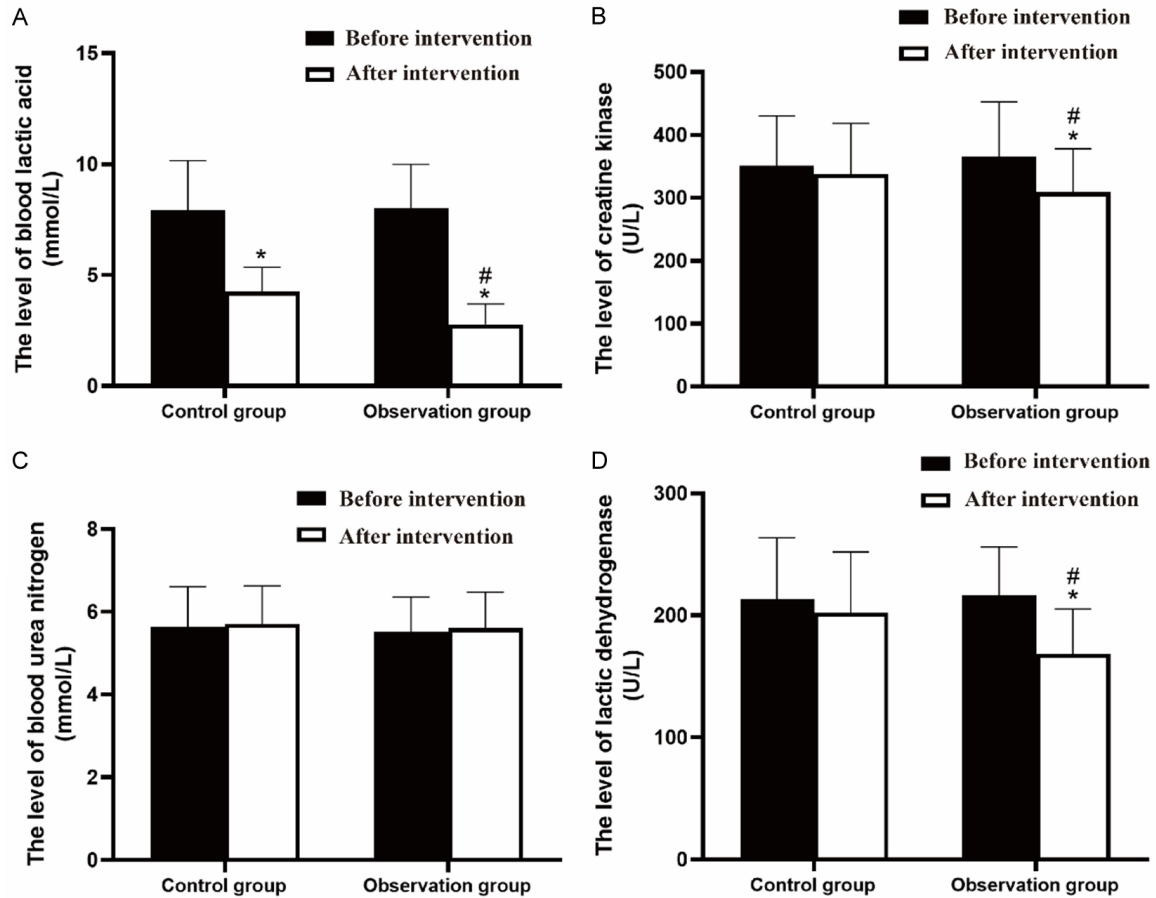 A
Before intervention
After intervention
The level of blood lactic acid
(mmol/L)
15
10
5
0
*
#
*
Control group
Observation group
B
Before intervention
After intervention
The level of creatine kinase
(U/L)
500
400
300
200
100
0
#
*
Control group
Observation group
C
Before intervention
After intervention
The level of blood urea nitrogen
(mmol/L)
8
6
4
2
0
Control group
Observation group
D
Before intervention
After intervention
The level of lactic dehydrogenase
(U/L)
300
200
100
0
#
*
Control group
Observation group